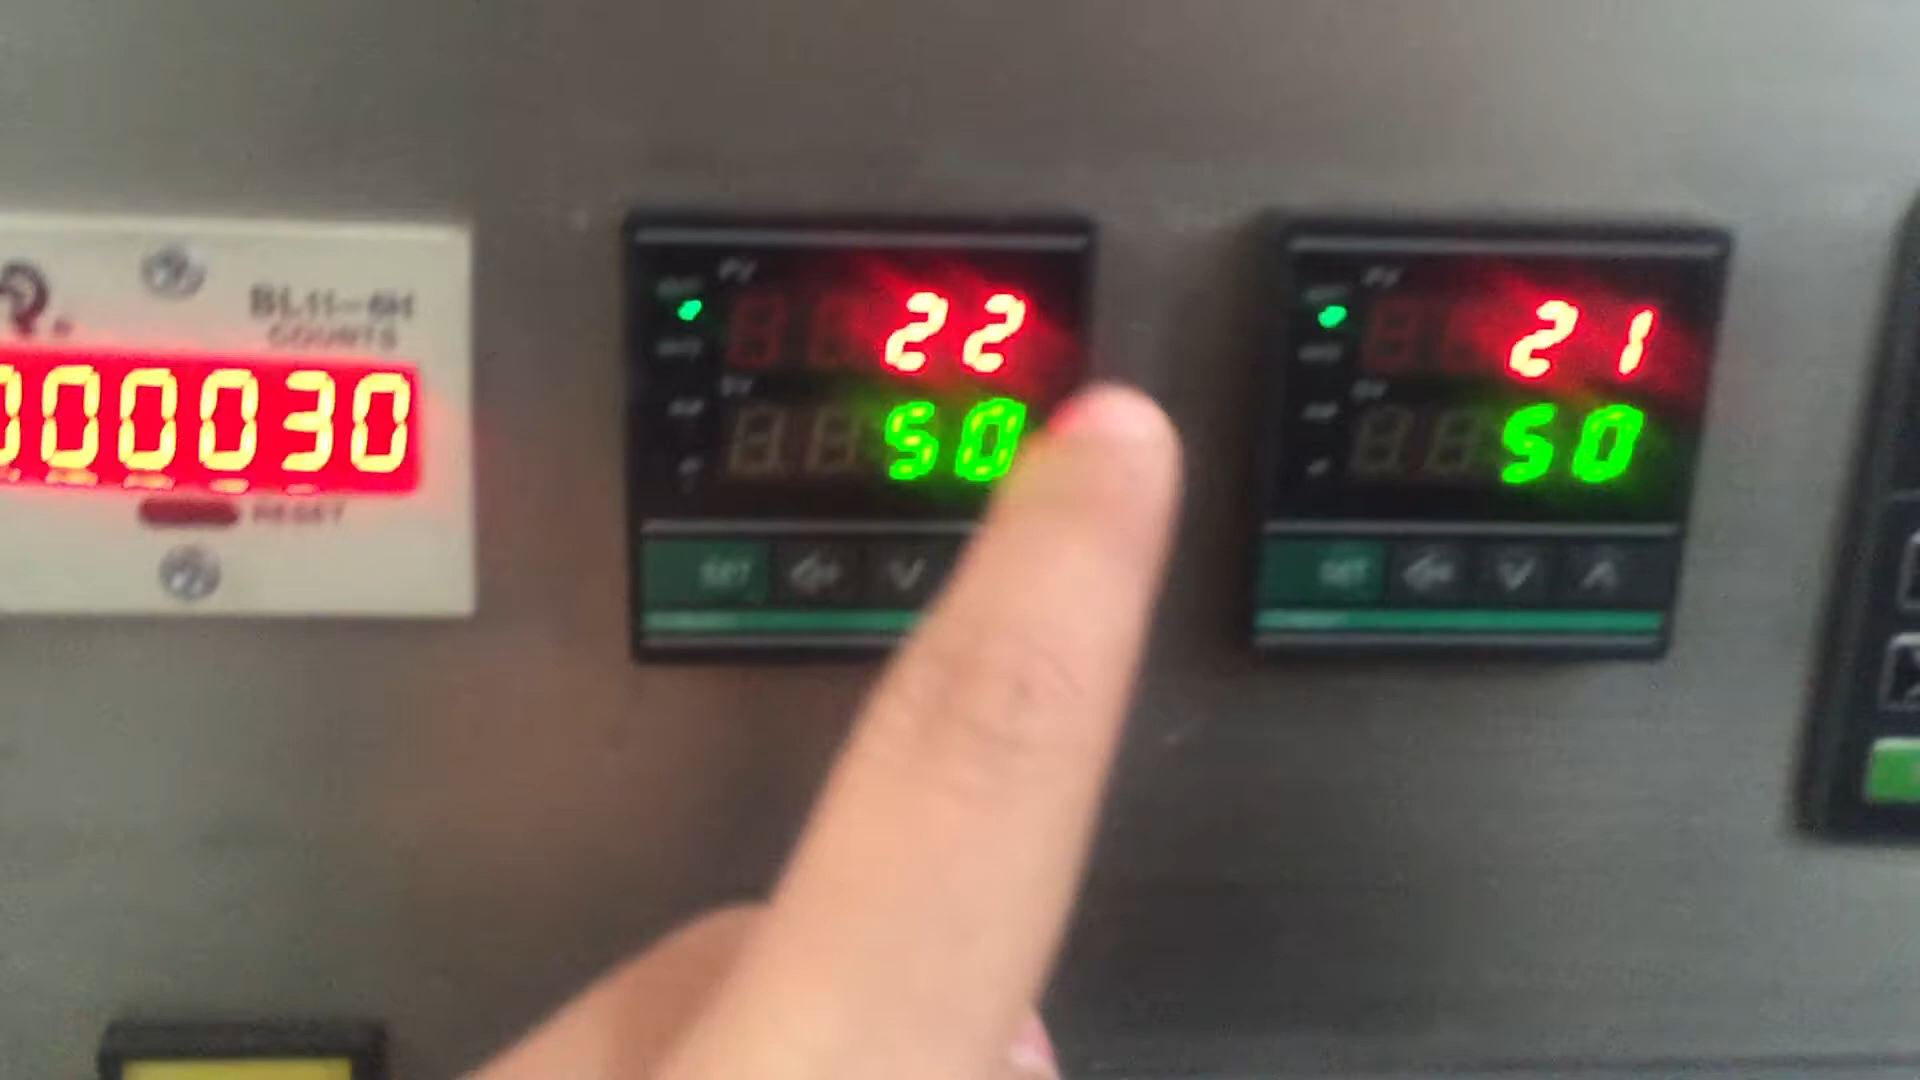 BL11-6H
COUNTS
000030
RESET
PV
22
SV
50
SET
PV
21
SV
50
SET